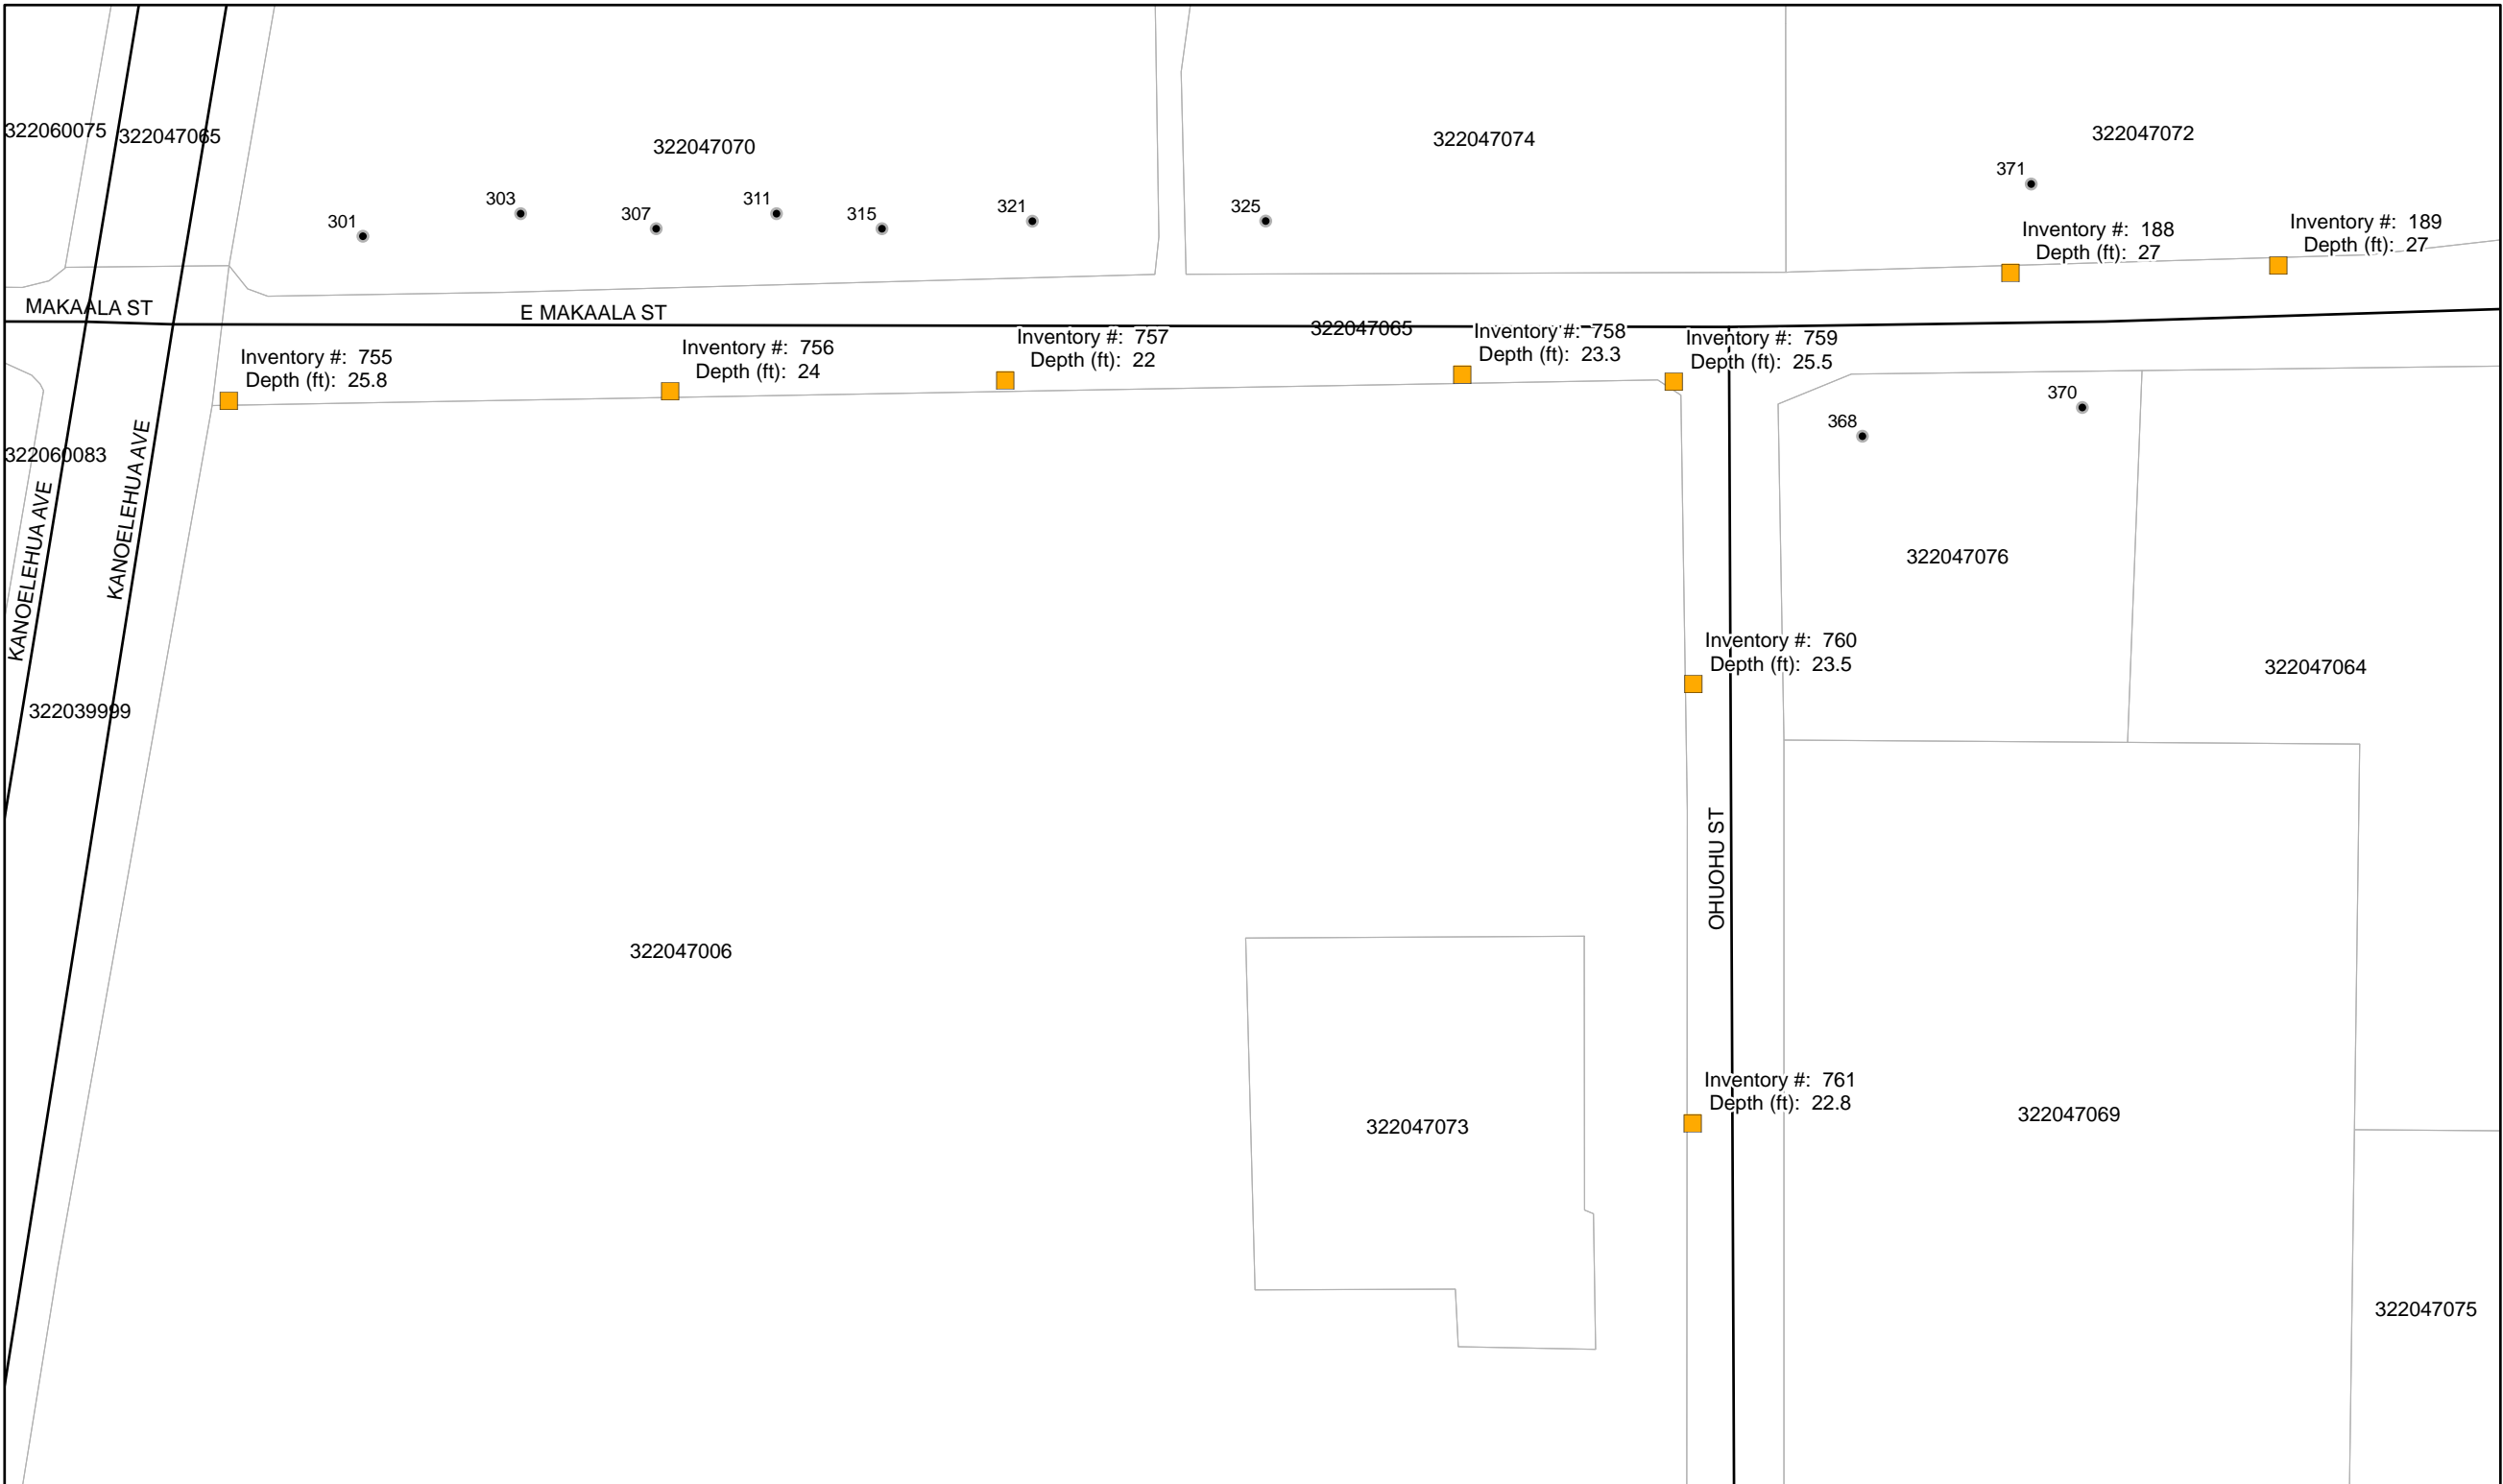 322060075
322047065
322047070
322047074
322047072
371
303
311
321
325
301
307
315
Inventory #: 188
Depth (ft): 27
Inventory #: 189
Depth (ft): 27
MAKAALA ST
E MAKAALA ST
322047065
Inventory #: 755
Depth (ft): 25.8
Inventory #: 756
Depth (ft): 24
Inventory #: 757
Depth (ft): 22
Inventory #: 758
Depth (ft): 23.3
Inventory #: 759
Depth (ft): 25.5
370
368
322060083
KANOELEHUA AVE
KANOELEHUA AVE
322047076
Inventory #: 760
Depth (ft): 23.5
322047064
322039999
OHUOHU ST
322047006
Inventory #: 761
Depth (ft): 22.8
322047073
322047069
322047075